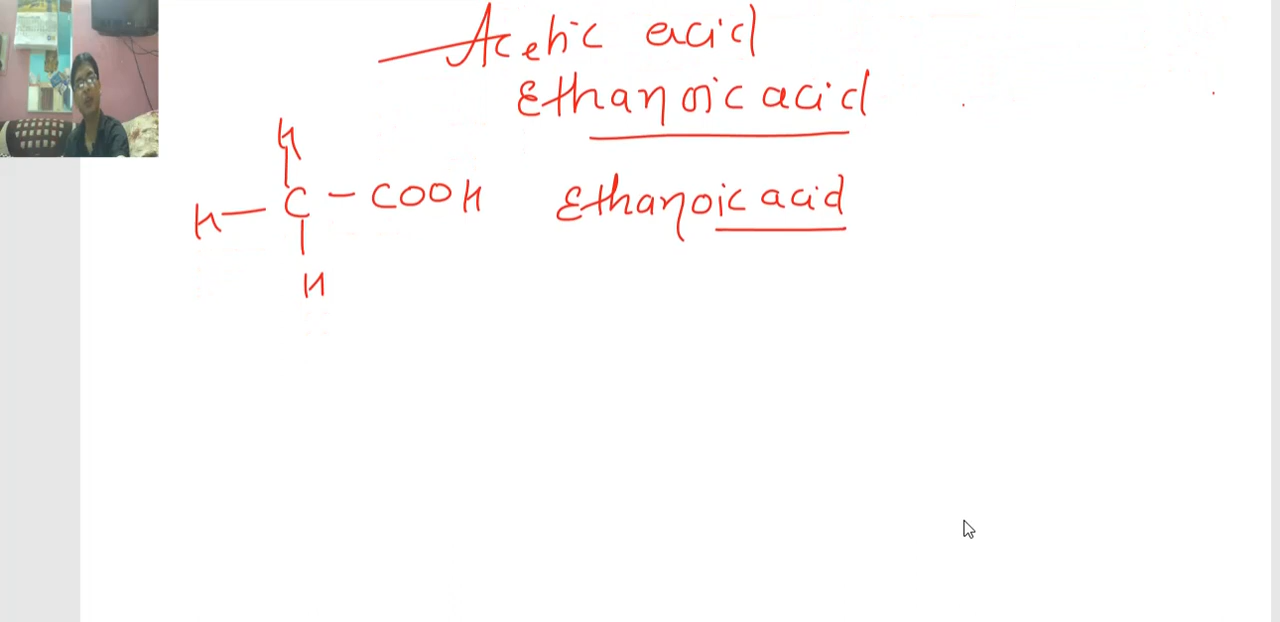 Acetic acid
Ethanoic acid
H
H — C — COOH Ethanoic acid
H